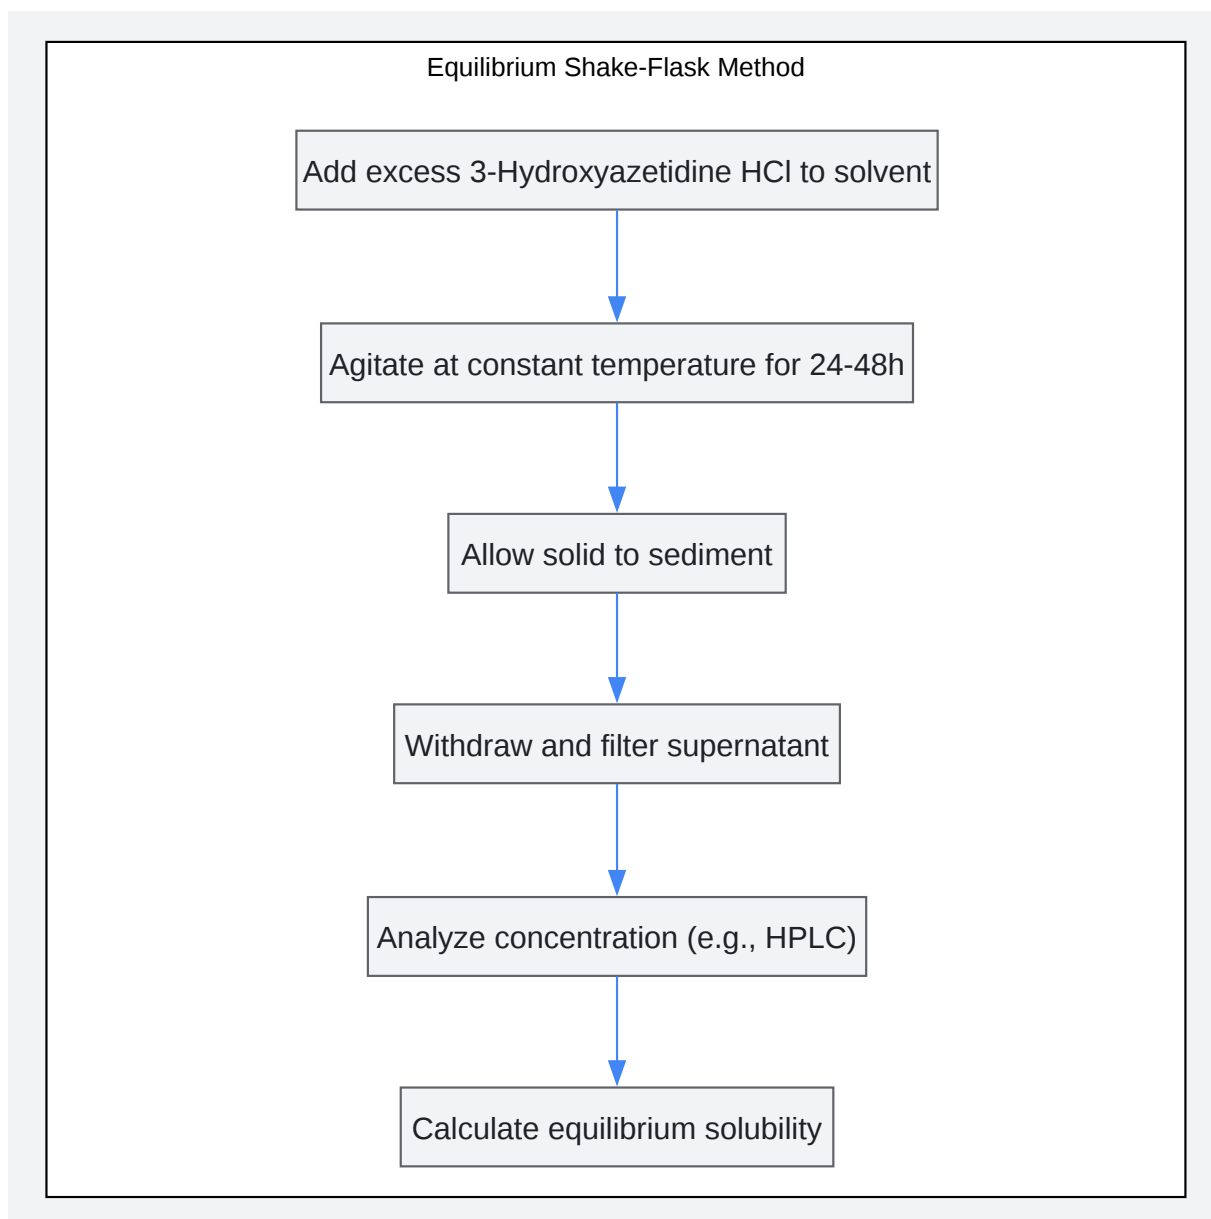 Equilibrium Shake-Flask Method
Add excess 3-Hydroxyazetidine HCl to solvent
Agitate at constant temperature for 24-48h
Allow solid to sediment
Withdraw and filter supernatant
Analyze concentration (e.g., HPLC)
Calculate equilibrium solubility